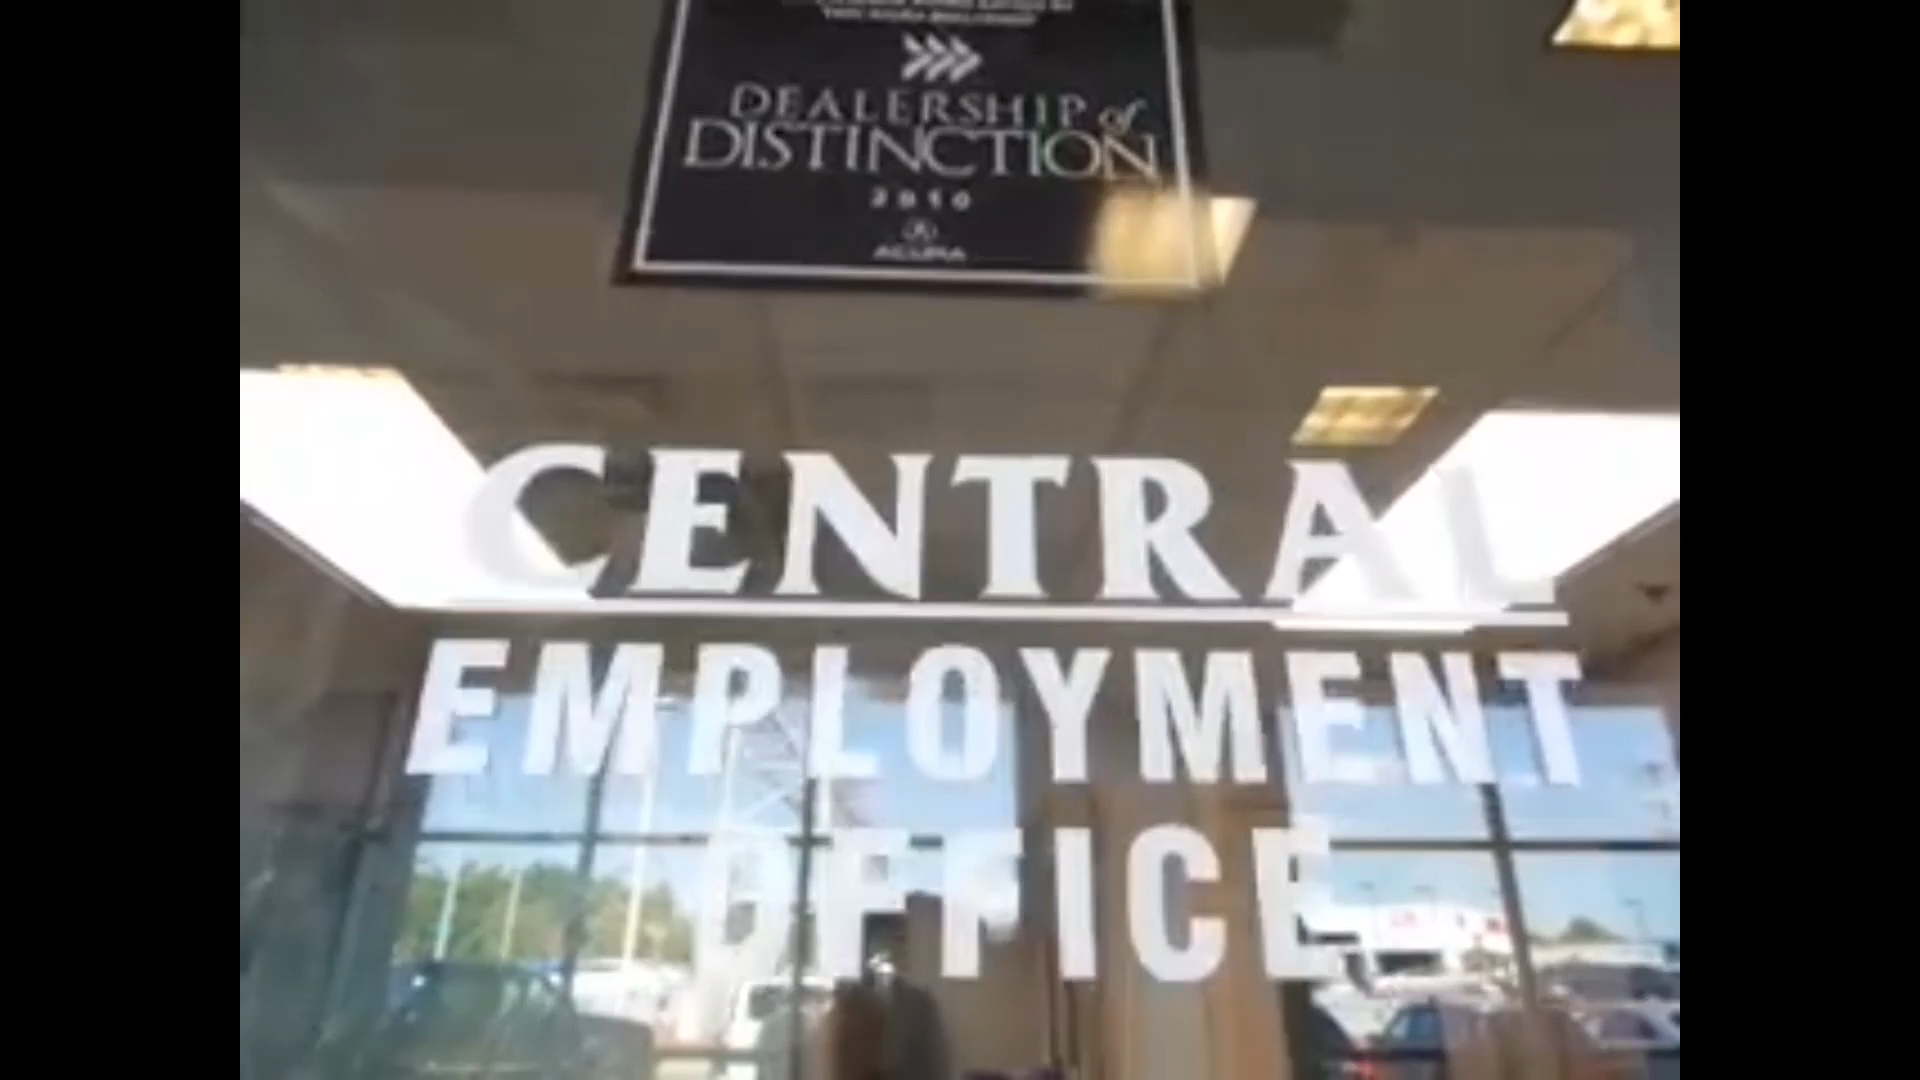 DEALERSHIP of
DISTINCTION
2010
ACURA
CENTRAL
EMPLOYMENT
OFFICE